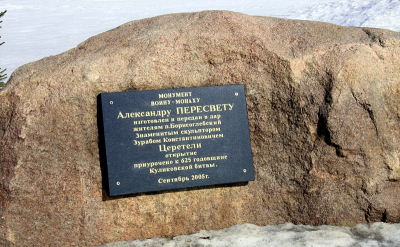 МОНУМЕНТ
ВОИНУ-МОНАХУ
Александру ПЕРЕСВЕТУ
изготовлен и передан в дар
жителям п.Борисоглебский
Знаменитым скульптором
Зурабом Константиновичем
Церетели
открытие
приурочено к 625 годовщине
Куликовской битвы.
Сентябрь 2005г.